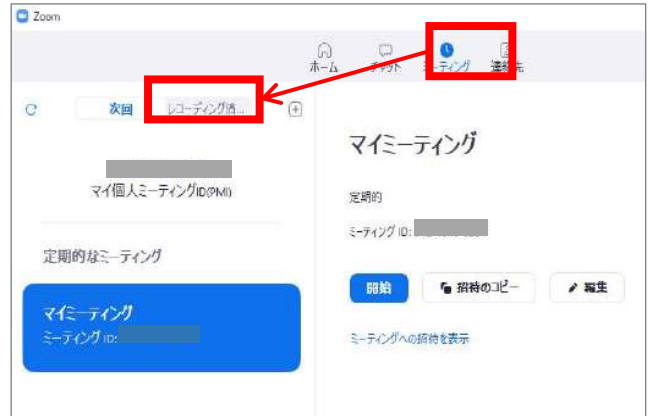 Zoom
ホーム チャット ミーティング 連絡先
次回 レコーディング済...
マイ個人ミーティングID(PMI)
定期的なミーティング
マイミーティング
ミーティング ID:
マイミーティング
定期的
ミーティング ID:
開始 招待のコピー 編集
ミーティングへの招待を表示